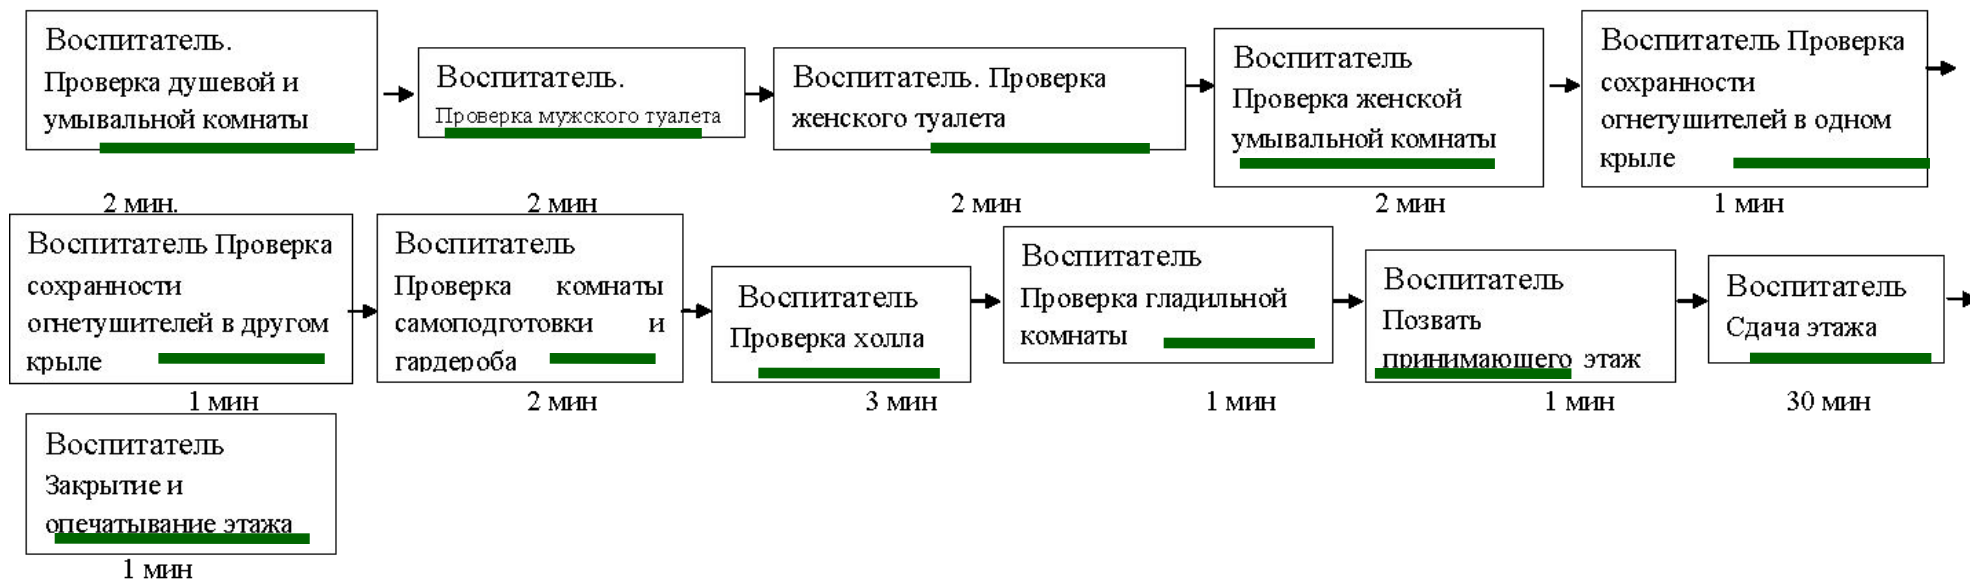 Воспитатель.
Проверка душевой и
умывальной комнаты
2 мин.
Воспитатель.
Проверка мужского туалета
2 мин
Воспитатель. Проверка
женского туалета
2 мин
Воспитатель
Проверка женской
умывальной комнаты
2 мин
Воспитатель Проверка
сохранности
огнетушителей в одном
крыле
1 мин
Воспитатель Проверка
сохранности
огнетушителей в другом
крыле
1 мин
Воспитатель
Проверка комнаты
самоподготовки и
гардероба
2 мин
Воспитатель
Проверка холла
3 мин
Воспитатель
Проверка гладильной
комнаты
1 мин
Воспитатель
Позвать
принимающего этаж
1 мин
Воспитатель
Сдача этажа
30 мин
Воспитатель
Закрытие и
опечатывание этажа
1 мин